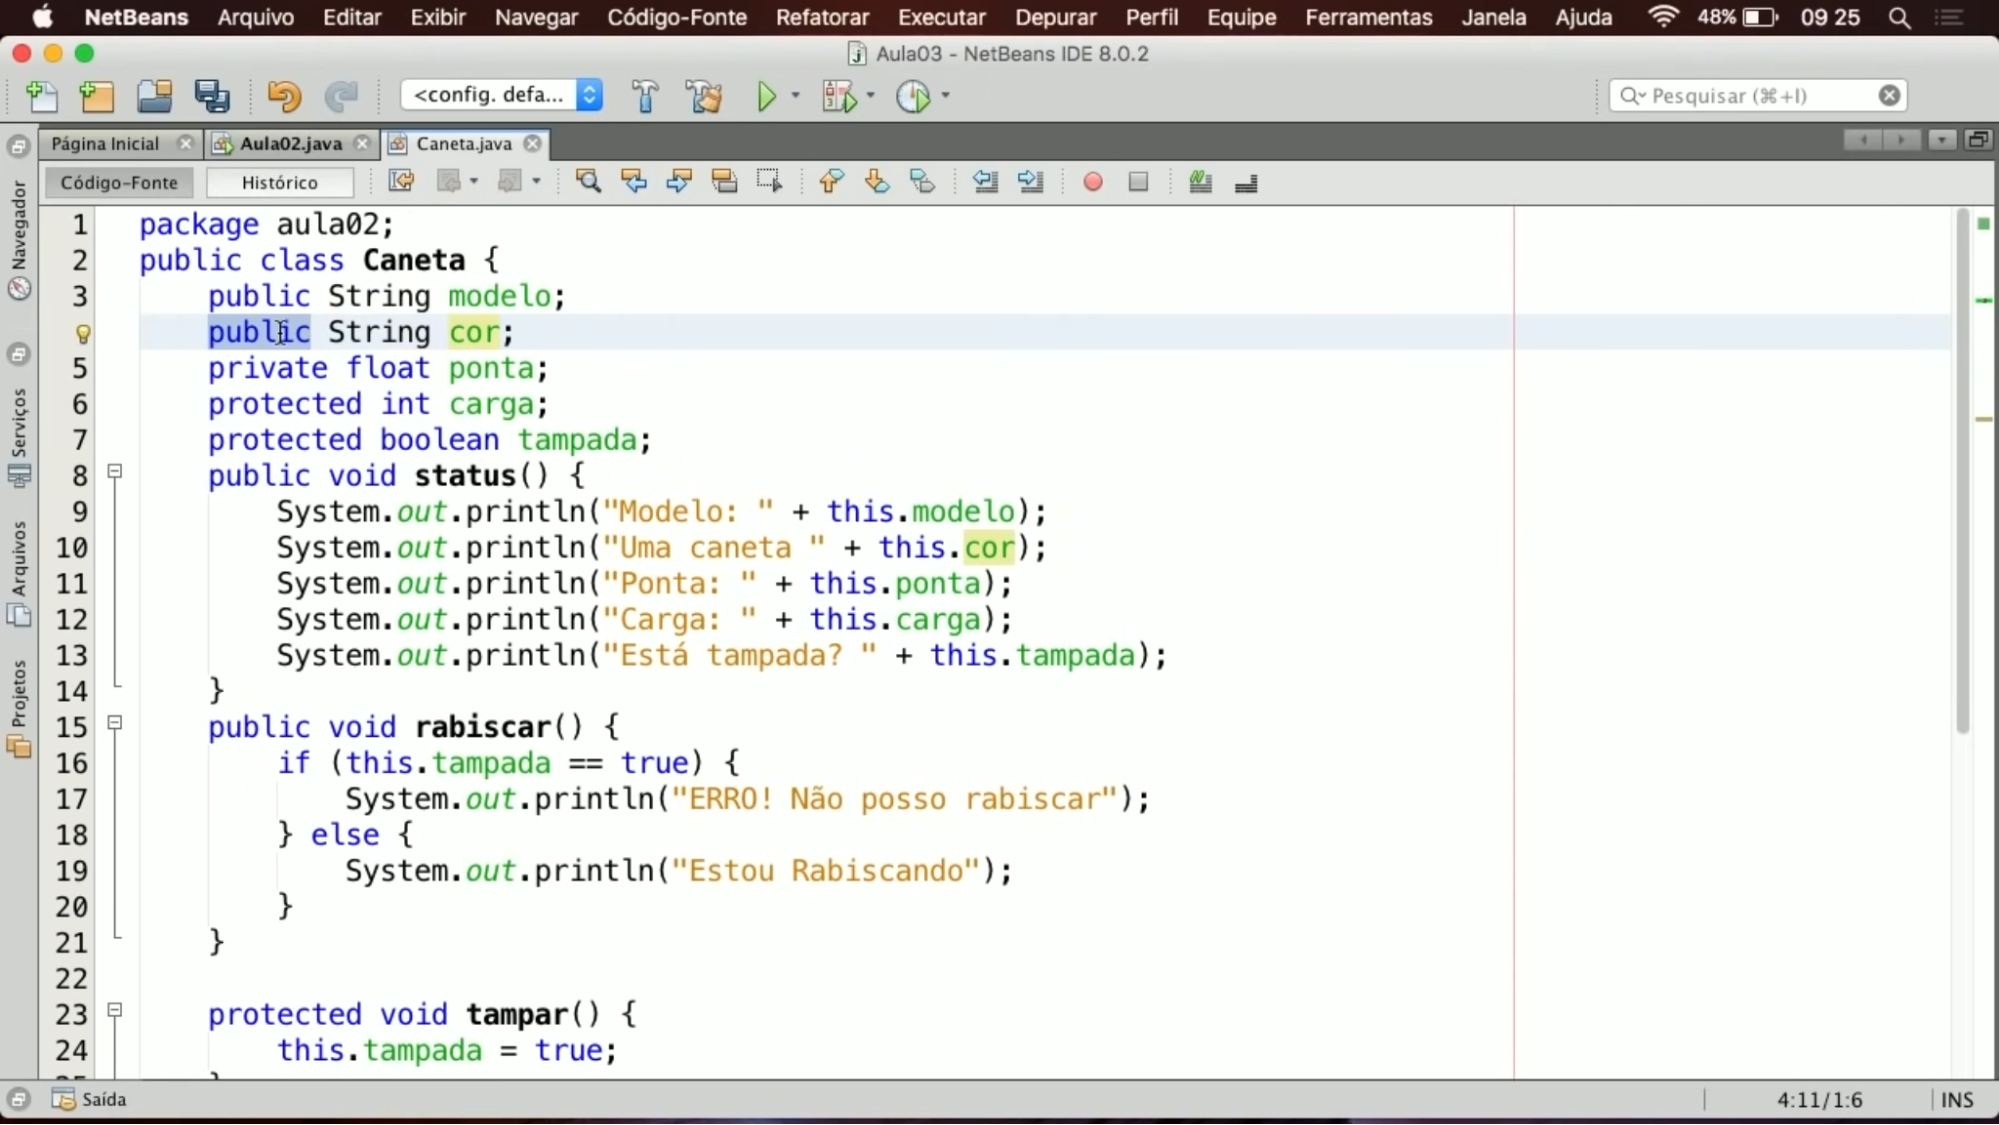 NetBeans Arquivo Editar Exibir Navegar Código-Fonte Refatorar Executar Depurar Perfil Equipe Ferramentas Janela Ajuda 48% 09 25
Aula03 - NetBeans IDE 8.0.2
<config. defa... Pesquisar (⌘+I)
Página Inicial Aula02.java Caneta.java
Código-Fonte Histórico
Navegador
Serviços
Arquivos
Projetos
1 package aula02;
2 public class Caneta {
3 public String modelo;
public String cor;
5 private float ponta;
6 protected int carga;
7 protected boolean tampada;
8 public void status() {
9 System.out.println("Modelo: " + this.modelo);
10 System.out.println("Uma caneta " + this.cor);
11 System.out.println("Ponta: " + this.ponta);
12 System.out.println("Carga: " + this.carga);
13 System.out.println("Está tampada? " + this.tampada);
14 }
15 public void rabiscar() {
16 if (this.tampada == true) {
17 System.out.println("ERRO! Não posso rabiscar");
18 } else {
19 System.out.println("Estou Rabiscando");
20 }
21 }
22
23 protected void tampar() {
24 this.tampada = true;
Saída 4:11/1:6 INS